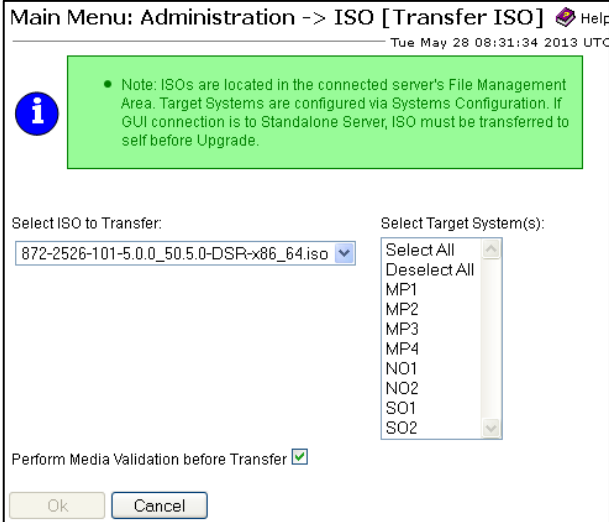 Main Menu: Administration -> ISO [Transfer ISO] Help
Tue May 28 08:31:34 2013 UTC
Note: ISOs are located in the connected server's File Management
Area. Target Systems are configured via Systems Configuration. If
GUI connection is to Standalone Server, ISO must be transferred to
self before Upgrade.
Select ISO to Transfer:
872-2526-101-5.0.0_50.5.0-DSR-x86_64.iso
Select Target System(s):
Select All
Deselect All
MP1
MP2
MP3
MP4
NO1
NO2
SO1
SO2
Perform Media Validation before Transfer
Ok
Cancel